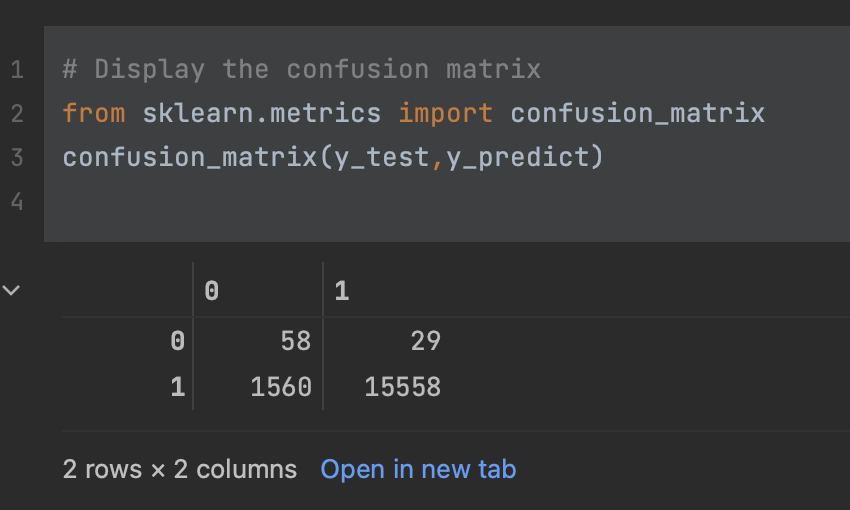 1 # Display the confusion matrix
2 from sklearn.metrics import confusion_matrix
3 confusion_matrix(y_test,y_predict)
4
0 1
0 58 29
1 1560 15558
2 rows × 2 columns Open in new tab